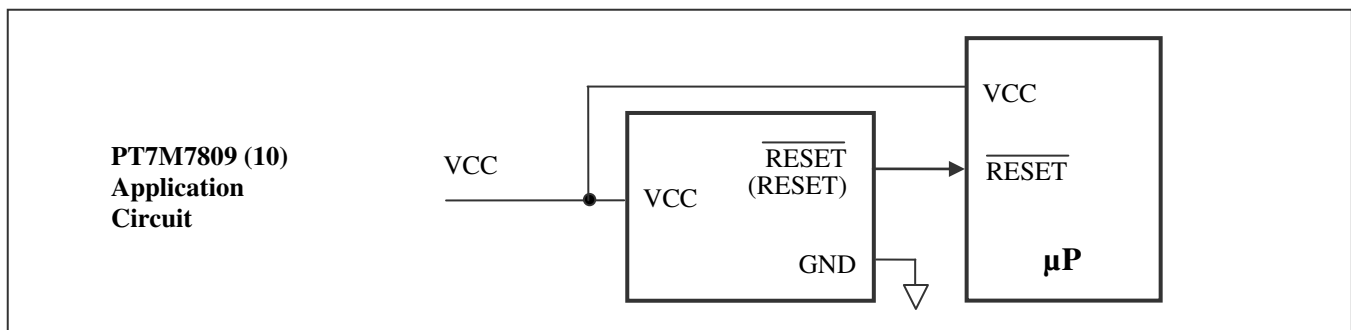 PT7M7809 (10)
Application
Circuit
VCC
VCC
RESET
(RESET)
GND
VCC
RESET
µP